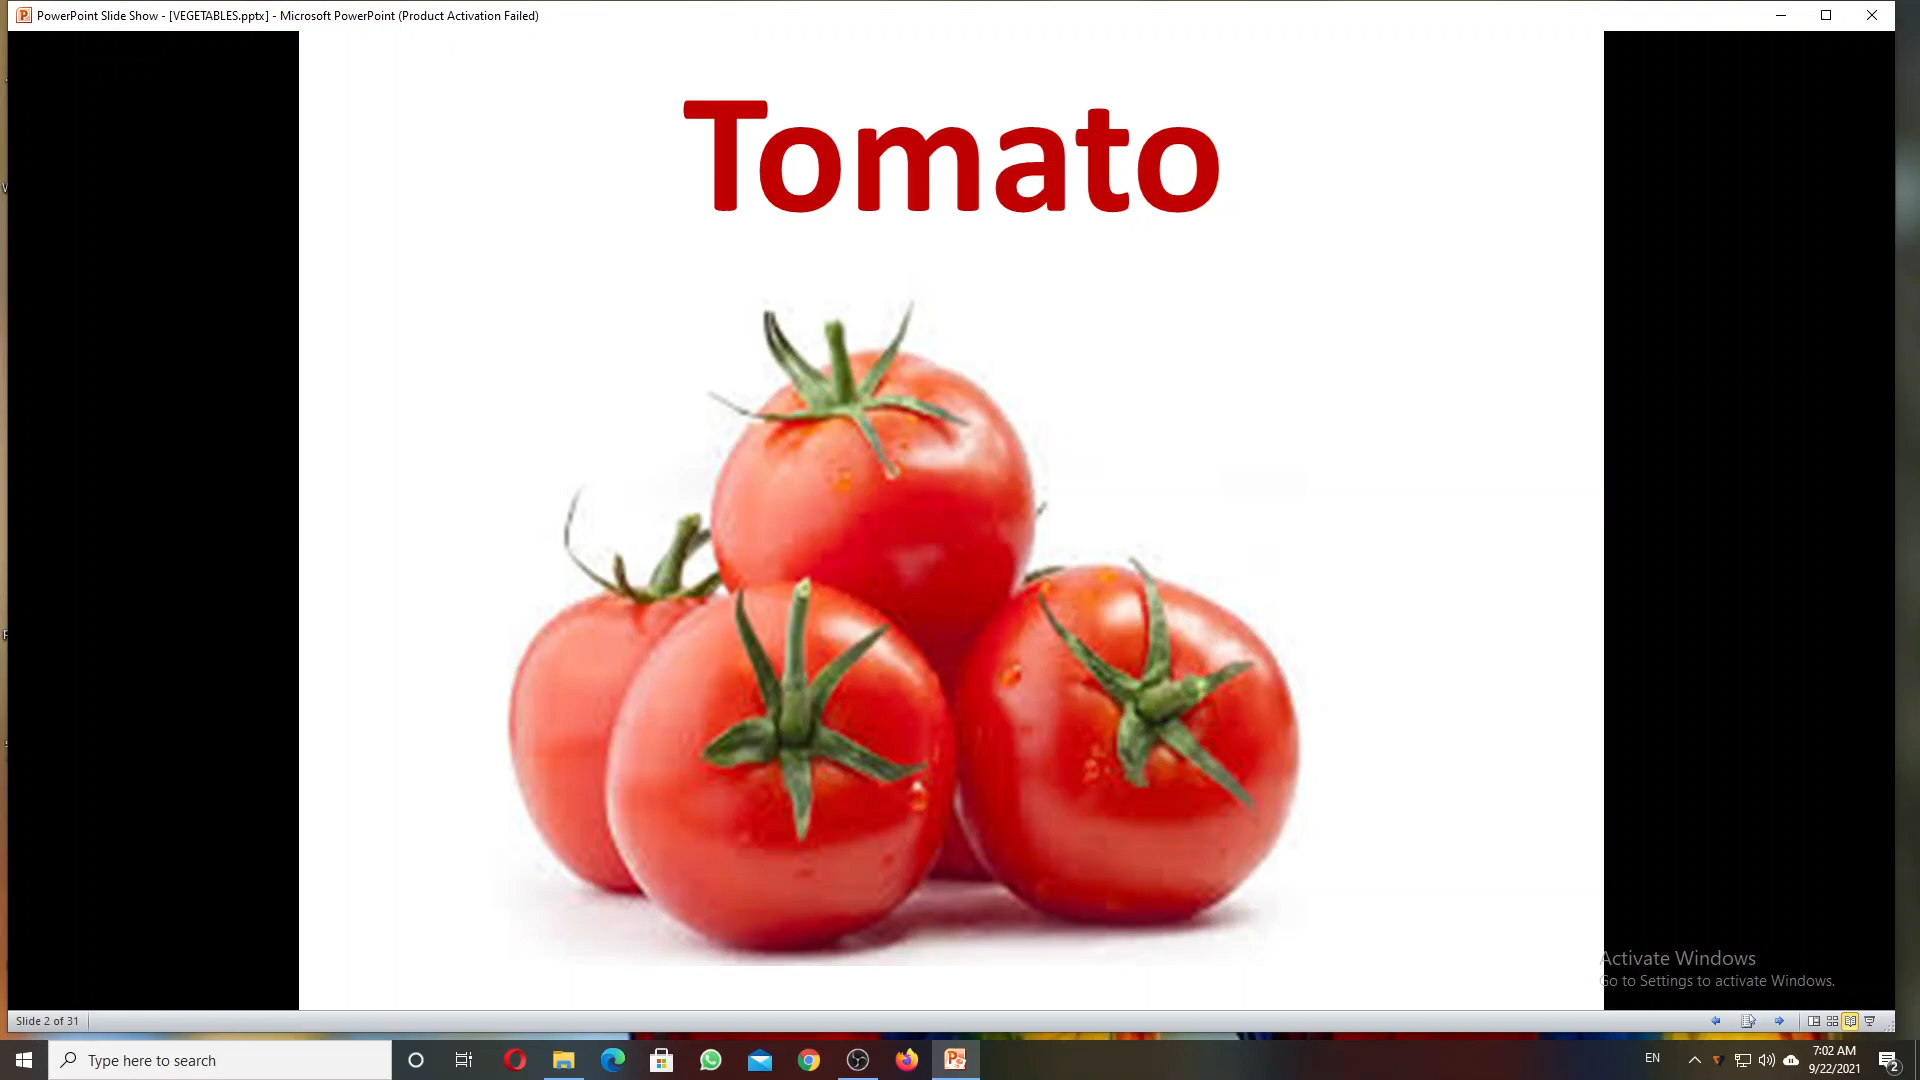 PowerPoint Slide Show - [VEGETABLES.pptx] - Microsoft PowerPoint (Product Activation Failed)
Tomato
Activate Windows
Go to Settings to activate Windows.
Slide 2 of 31
Type here to search
EN
7:02 AM
9/22/2021
2